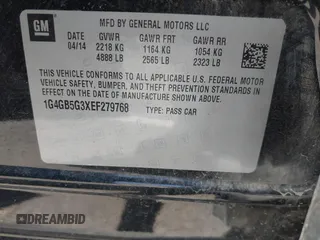 GM
MFD BY GENERAL MOTORS LLC
DATE GVWR GAWR FRT GAWR RR
04/14 2218 KG 1164 KG 1054 KG
4888 LB 2565 LB 2323 LB
THIS VEHICLE CONFORMS TO ALL APPLICABLE U.S. FEDERAL MOTOR
VEHICLE SAFETY, BUMPER, AND THEFT PREVENTION STANDARDS IN
EFFECT ON THE DATE OF MANUFACTURE SHOWN ABOVE.
1G4GB5G3XEF279768 TYPE: PASS CAR
DREAMBID